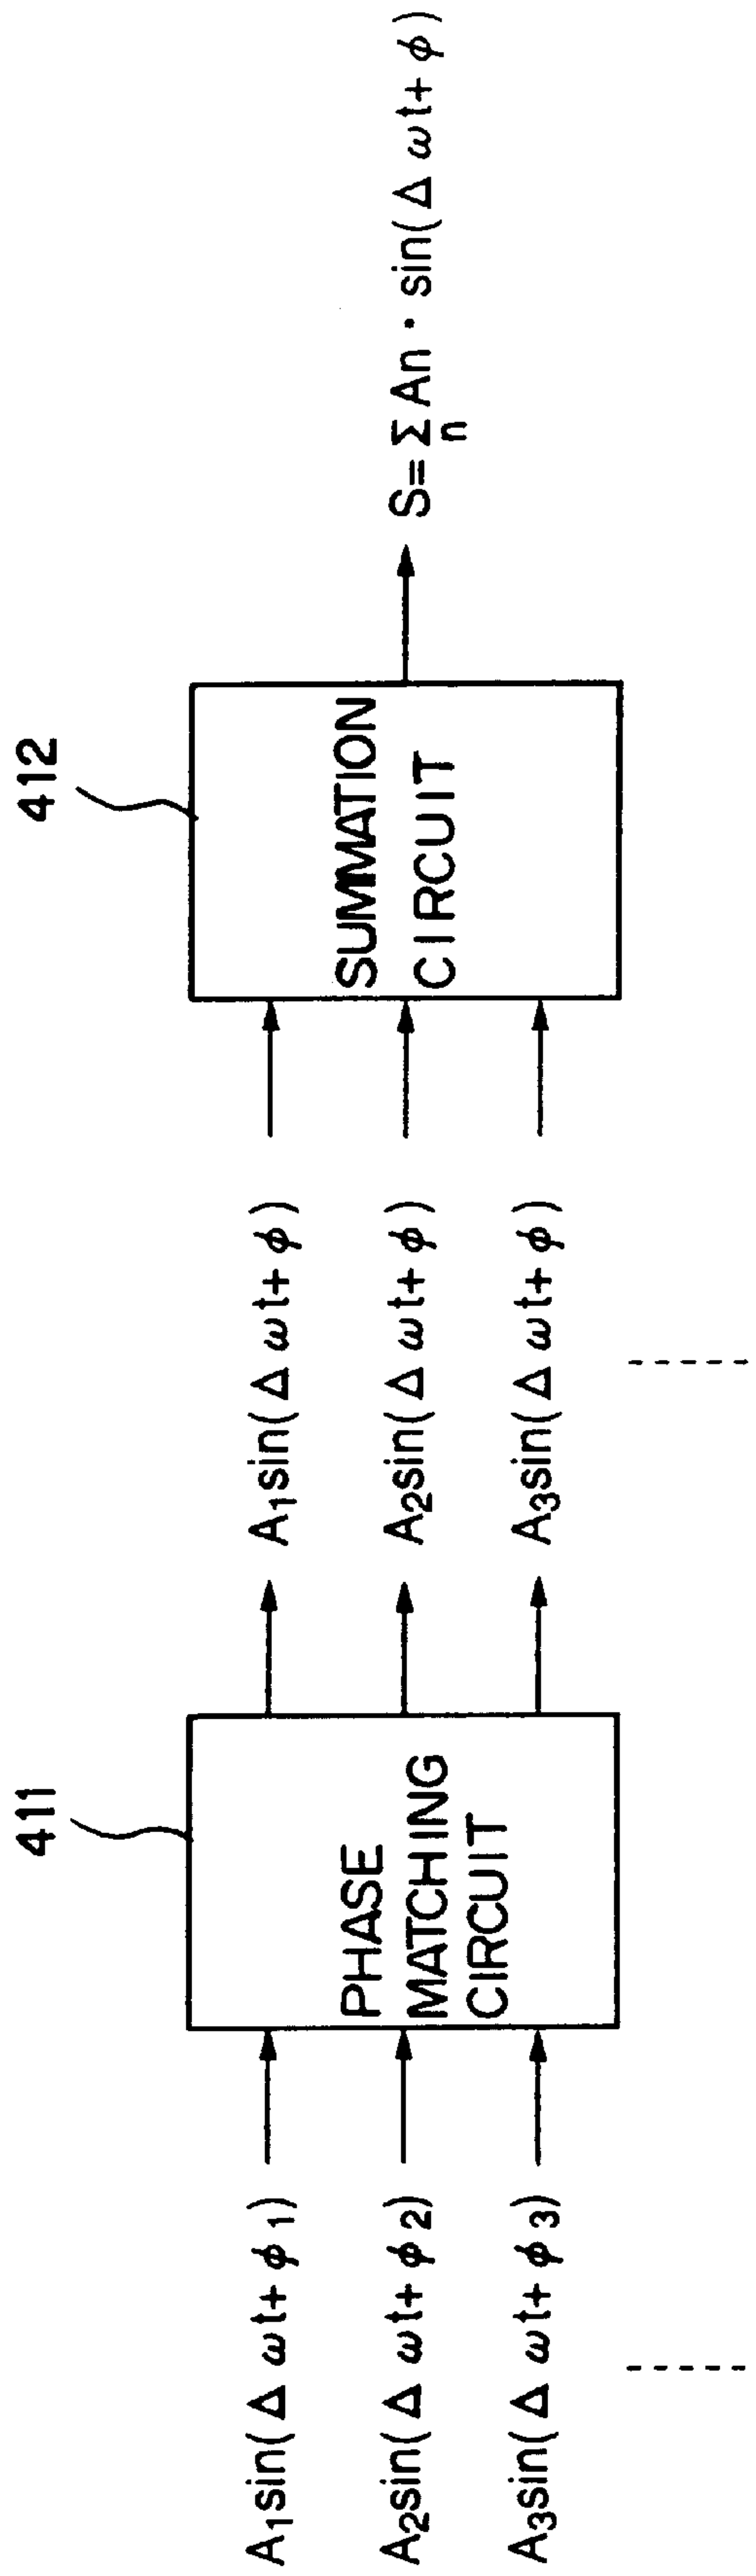 A₁sin(Δωt+φ₁)
A₂sin(Δωt+φ₂)
A₃sin(Δωt+φ₃)
411
PHASE
MATCHING
CIRCUIT
A₁sin(Δωt+φ)
A₂sin(Δωt+φ)
A₃sin(Δωt+φ)
412
SUMMATION
CIRCUIT
S=Σ An・sin(Δωt+φ)
n